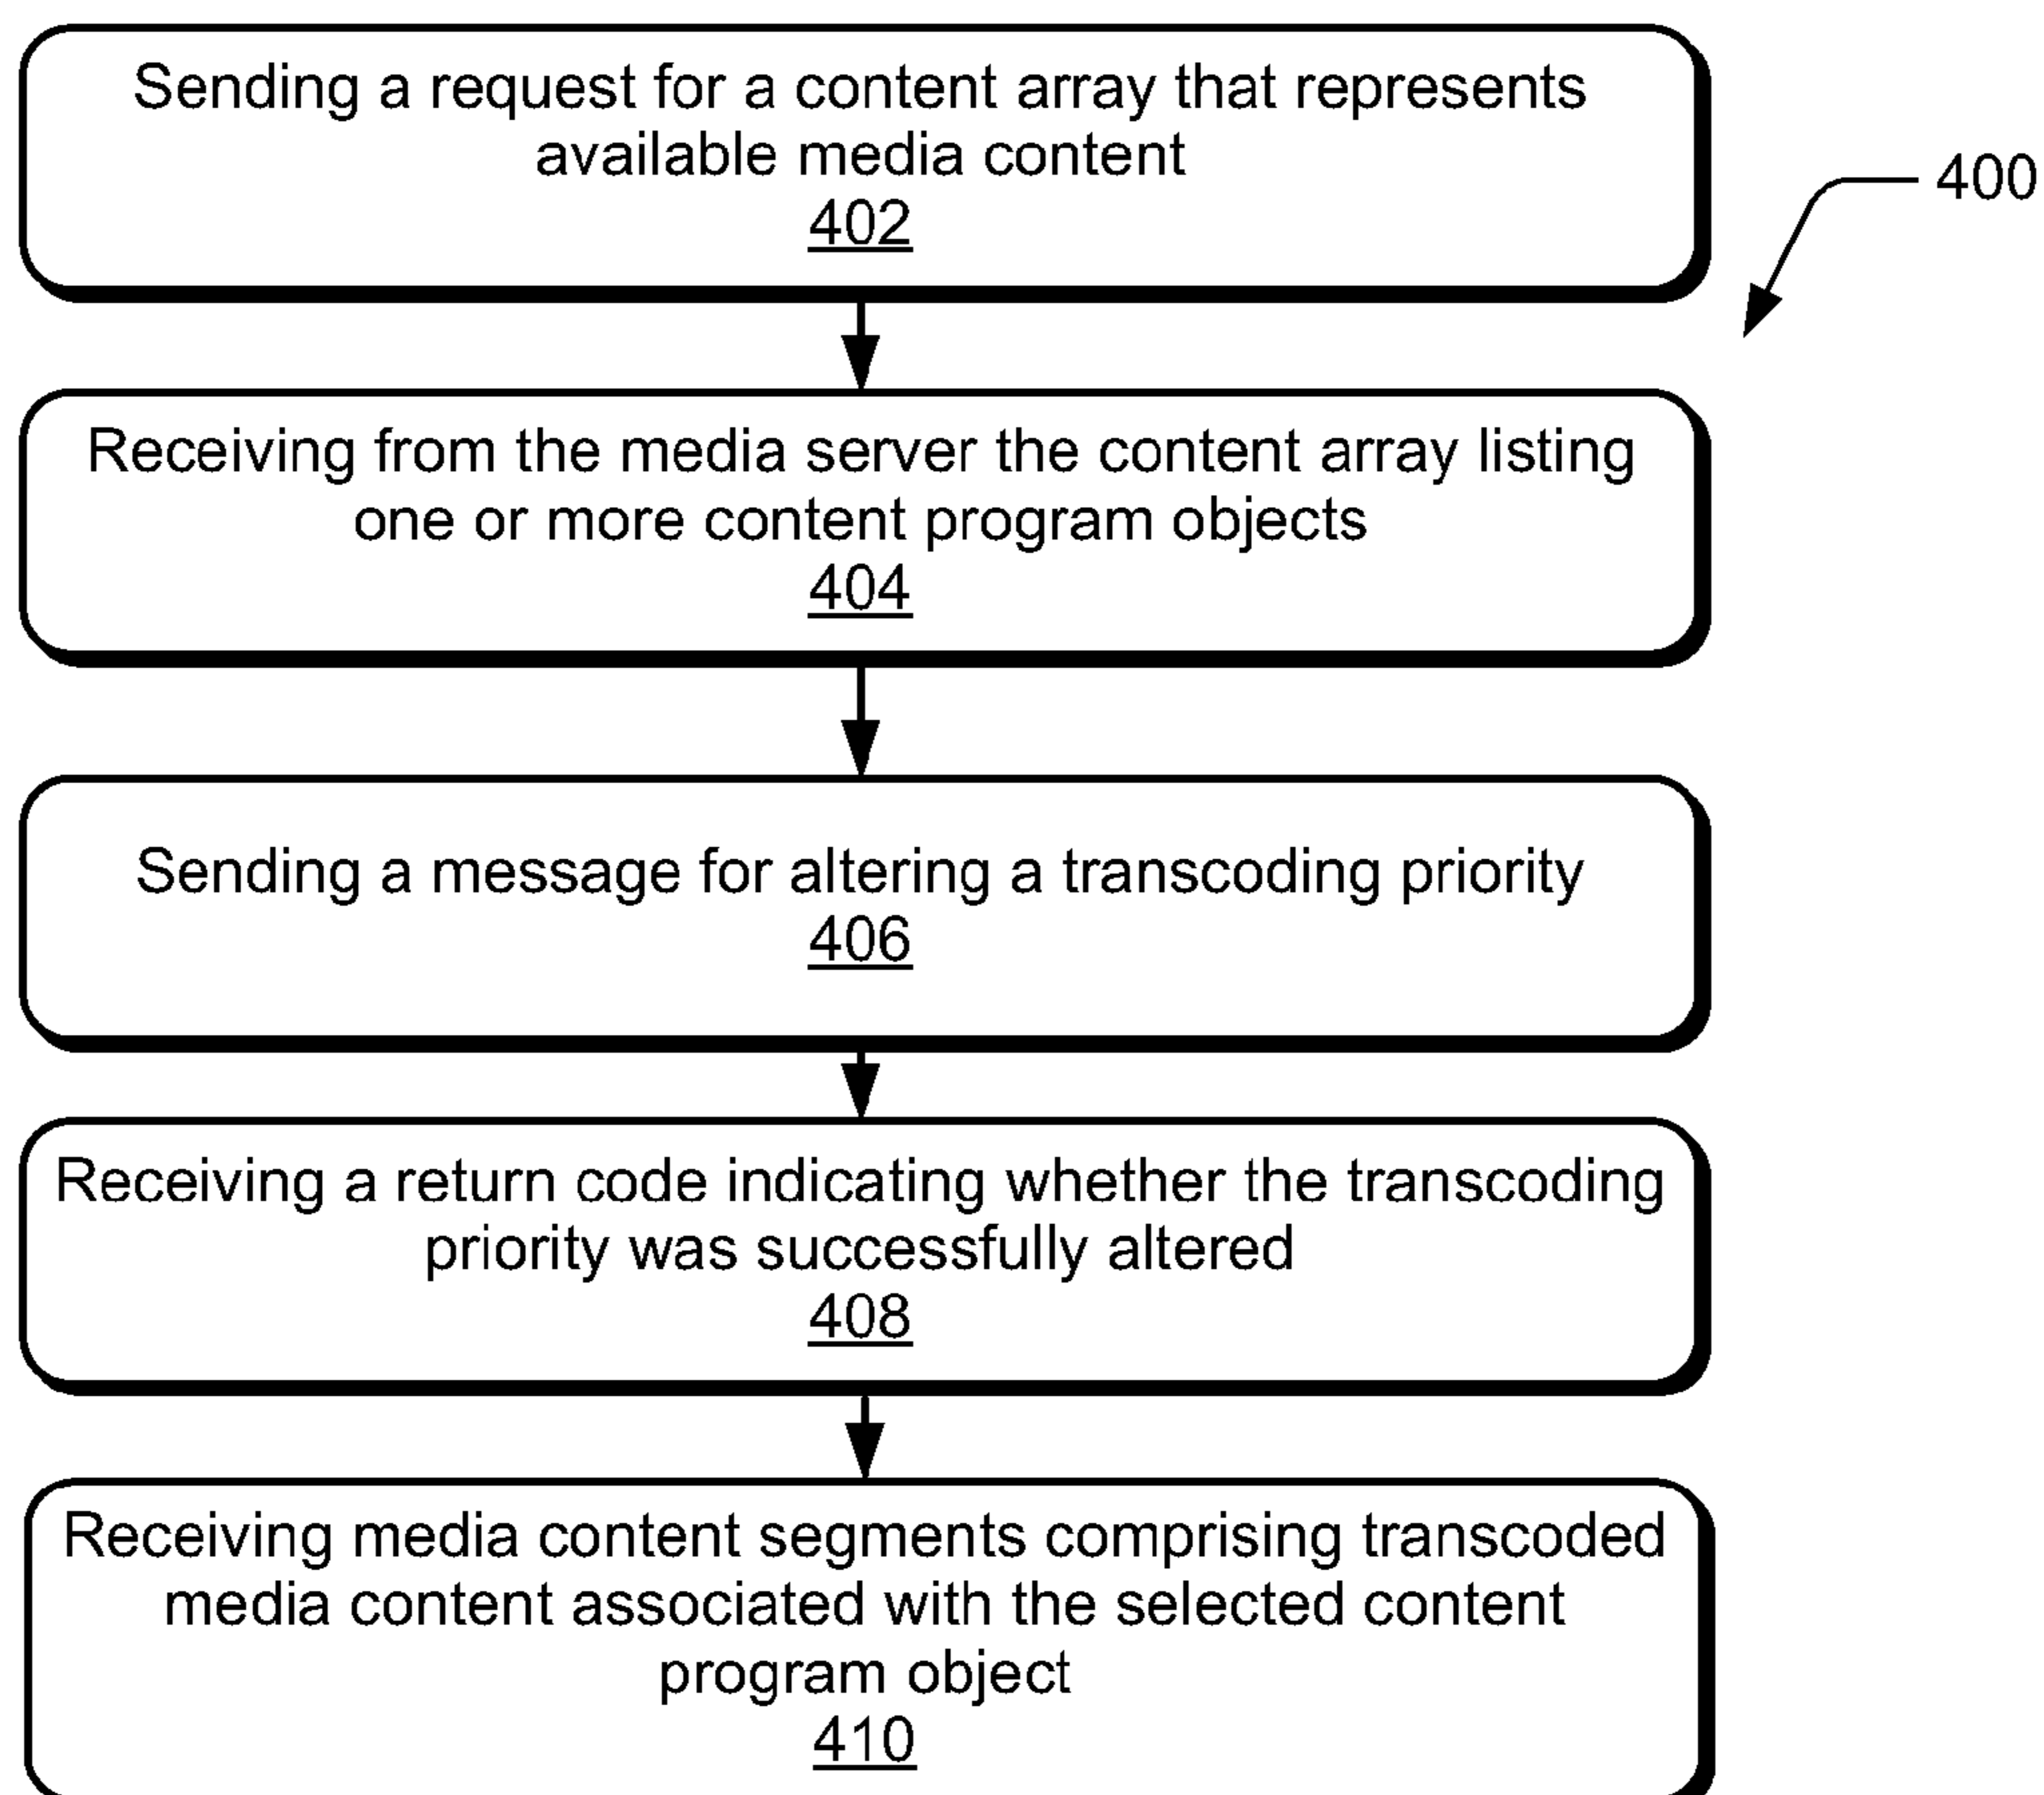 Sending a request for a content array that represents
available media content
402
400
Receiving from the media server the content array listing
one or more content program objects
404
Sending a message for altering a transcoding priority
406
Receiving a return code indicating whether the transcoding
priority was successfully altered
408
Receiving media content segments comprising transcoded
media content associated with the selected content
program object
410